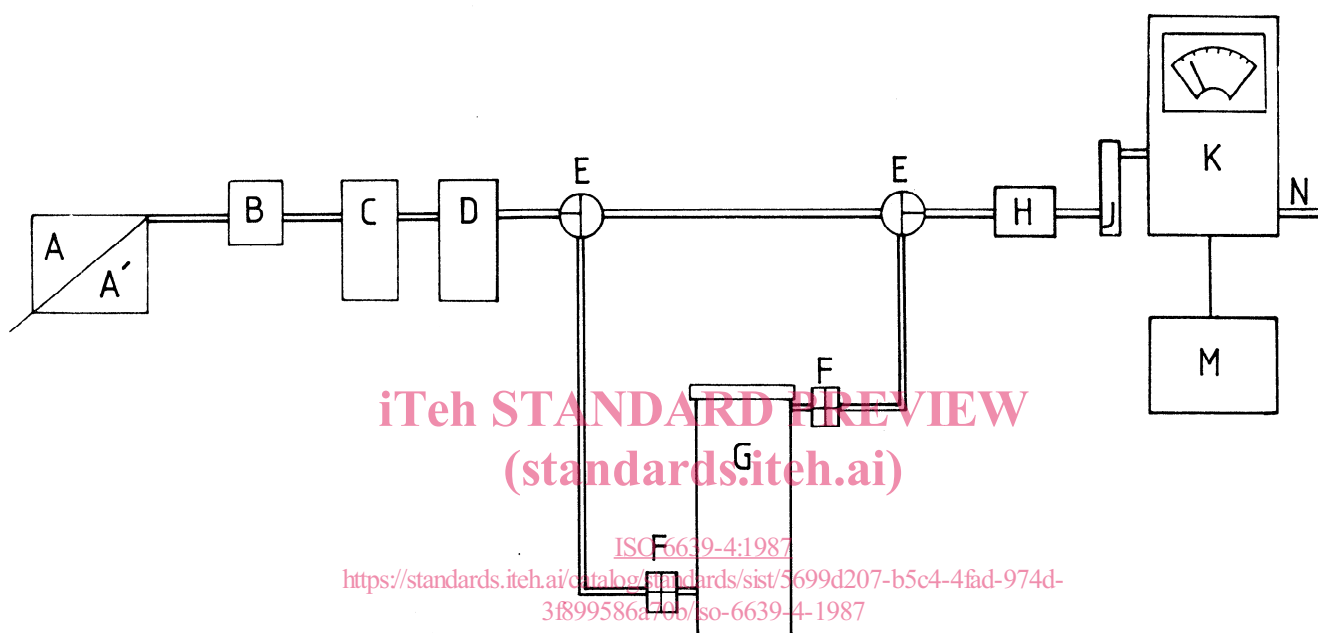 K
E
E
N
B
C
D
H
J
A
A´
M
F
iTeh STANDARD PREVIEW
G
(standards.iteh.ai)
F
ISO 6639-4:1987
https://standards.iteh.ai/catalog/standards/sist/5699d207-b5c4-4fad-974d-
3f899586a70b/iso-6639-4-1987